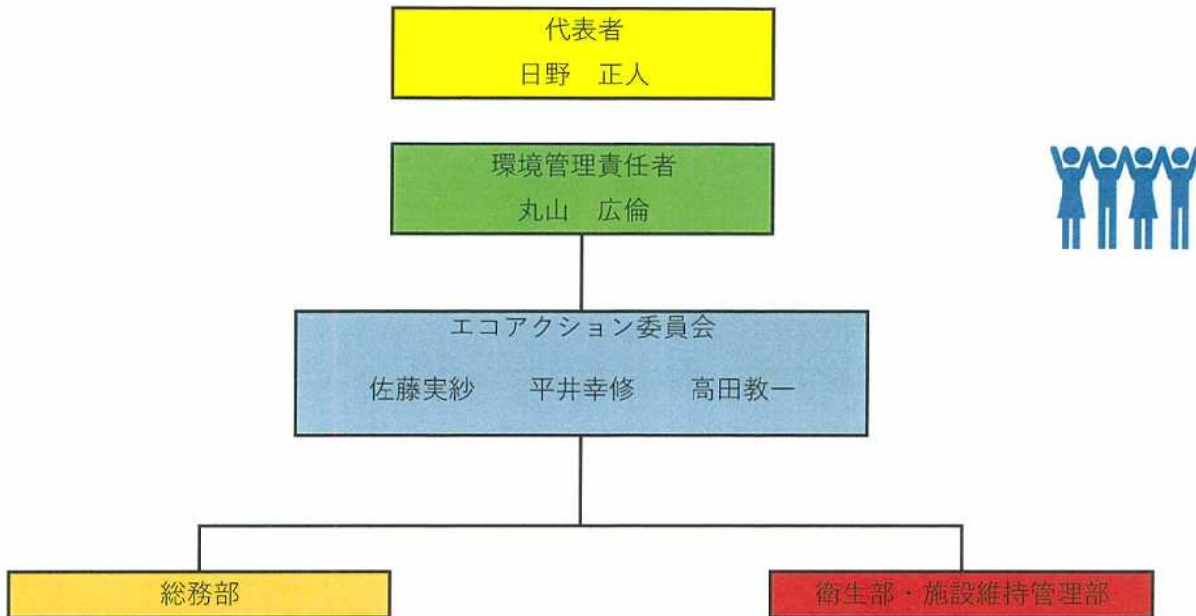 代表者
日野　正人
環境管理責任者
丸山　広倫
エコアクション委員会
佐藤実紗　　平井幸修　　高田教一
総務部
衛生部・施設維持管理部